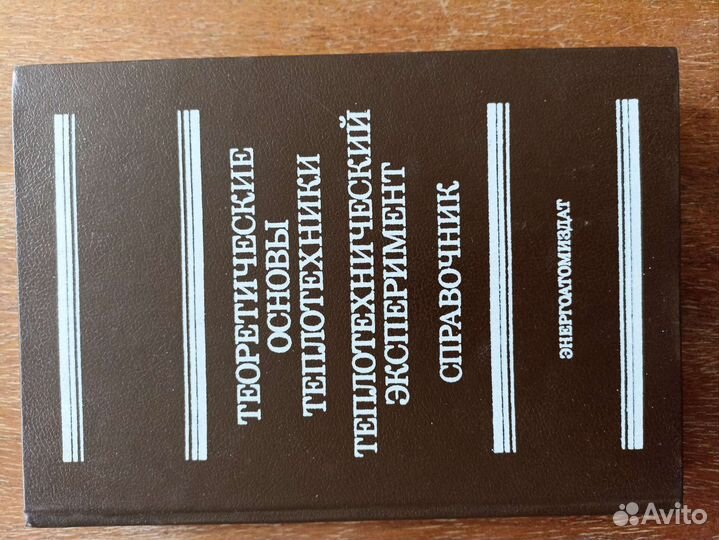 ТЕОРЕТИЧЕСКИЕ
ОСНОВЫ
ТЕПЛОТЕХНИКИ
ТЕПЛОТЕХНИЧЕСКИЙ
ЭКСПЕРИМЕНТ
СПРАВОЧНИК
ЭНЕРГОАТОМИЗДАТ
Avito